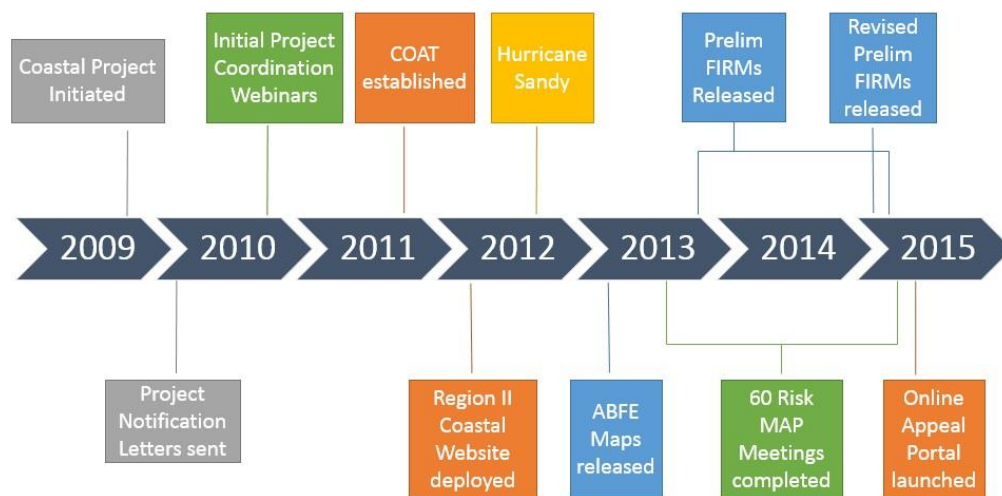 Coastal Project
Initiated
Initial Project
Coordination
Webinars
COAT
established
Hurricane
Sandy
Prelim
FIRMs
Released
Revised
Prelim
FIRMs
released
2009
2010
2011
2012
2013
2014
2015
Project
Notification
Letters sent
Region II
Coastal
Website
deployed
ABFE
Maps
released
60 Risk
MAP
Meetings
completed
Online
Appeal
Portal
launched